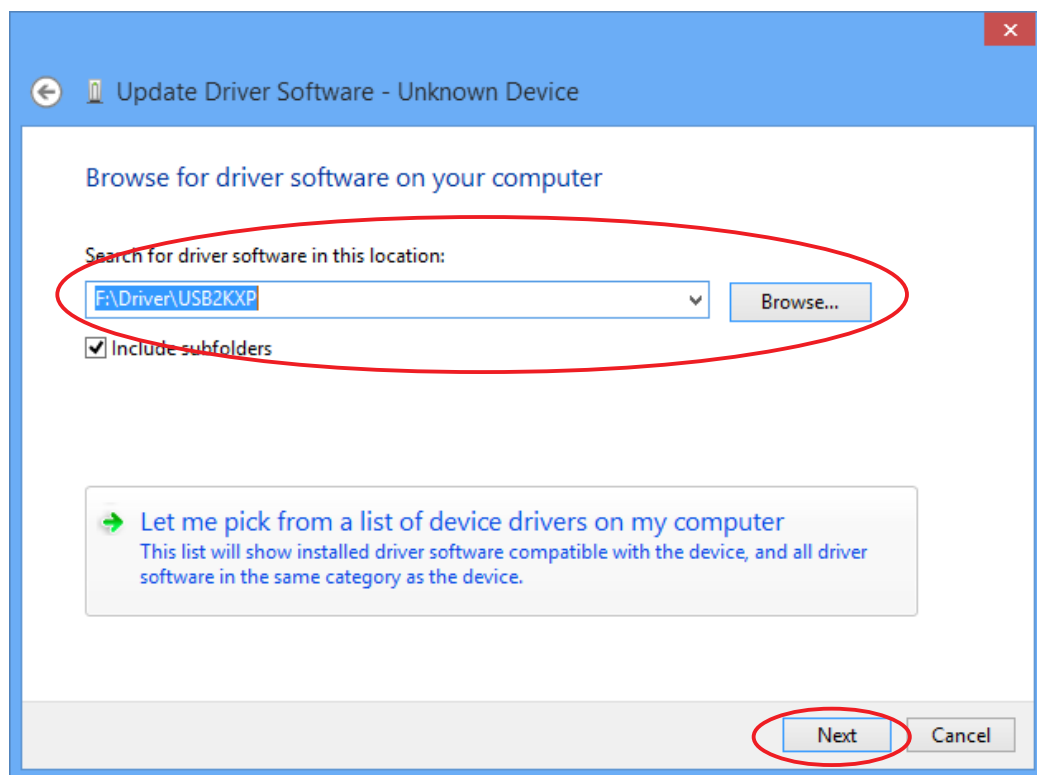 Update Driver Software - Unknown Device
Browse for driver software on your computer
Search for driver software in this location:
F:\Driver\USB2KXP
Browse...
Include subfolders
Let me pick from a list of device drivers on my computer
This list will show installed driver software compatible with the device, and all driver
software in the same category as the device.
Next
Cancel